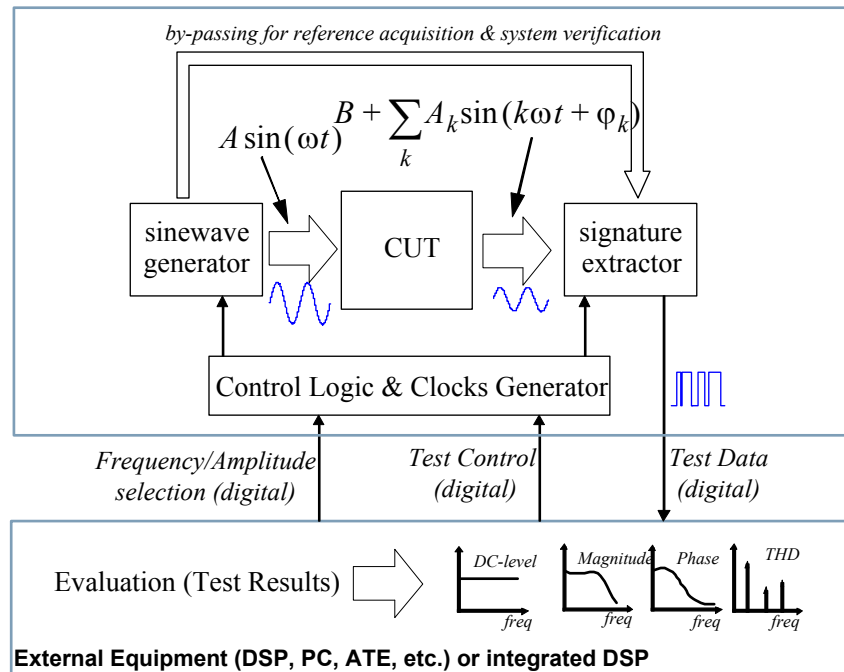 by-passing for reference acquisition & system verification
A sin(ωt)
B + ∑ A_k sin(kωt + φ_k)
k
sinewave
generator
CUT
signature
extractor
Control Logic & Clocks Generator
Frequency/Amplitude
selection (digital)
Test Control
(digital)
Test Data
(digital)
Evaluation (Test Results)
DC-level
freq
Magnitude
freq
Phase
freq
THD
freq
External Equipment (DSP, PC, ATE, etc.) or integrated DSP